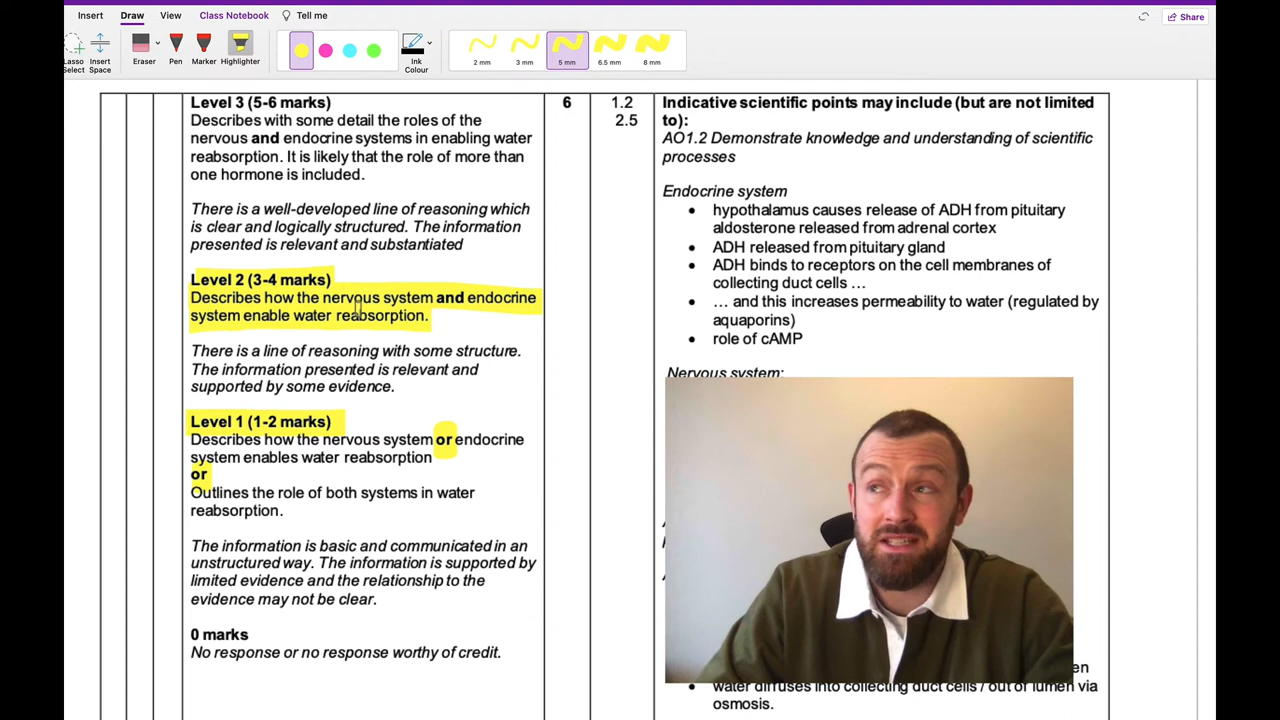 Insert Draw View Class Notebook Tell me
Share
Lasso
Select
Insert
Space
Eraser
Pen
Marker
Highlighter
Ink
Colour
2 mm
3 mm
5 mm
6.5 mm
8 mm
Level 3 (5-6 marks)
Describes with some detail the roles of the
nervous and endocrine systems in enabling water
reabsorption. It is likely that the role of more than
one hormone is included.
There is a well-developed line of reasoning which
is clear and logically structured. The information
presented is relevant and substantiated
Level 2 (3-4 marks)
Describes how the nervous system and endocrine
system enable water reabsorption.
There is a line of reasoning with some structure.
The information presented is relevant and
supported by some evidence.
Level 1 (1-2 marks)
Describes how the nervous system or endocrine
system enables water reabsorption
or
Outlines the role of both systems in water
reabsorption.
The information is basic and communicated in an
unstructured way. The information is supported by
limited evidence and the relationship to the
evidence may not be clear.
0 marks
No response or no response worthy of credit.
6
1.2
2.5
Indicative scientific points may include (but are not limited
to):
AO1.2 Demonstrate knowledge and understanding of scientific
processes
Endocrine system
• hypothalamus causes release of ADH from pituitary
aldosterone released from adrenal cortex
• ADH released from pituitary gland
• ADH binds to receptors on the cell membranes of
collecting duct cells …
• … and this increases permeability to water (regulated by
aquaporins)
• role of cAMP
Nervous system:
en
• water diffuses into collecting duct cells / out of lumen via
osmosis.